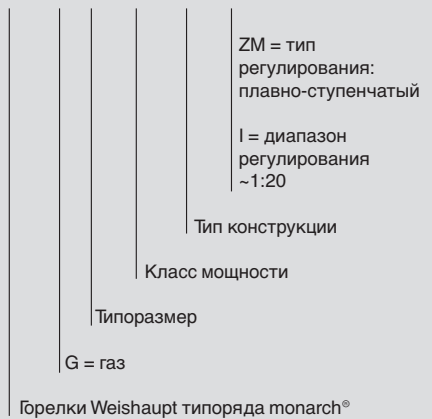 ZM = тип
регулирования:
плавно-ступенчатый
I = диапазон
регулирования
~1:20
Тип конструкции
Класс мощности
Типоразмер
G = газ
Горелки Weishaupt типоряда monarch®